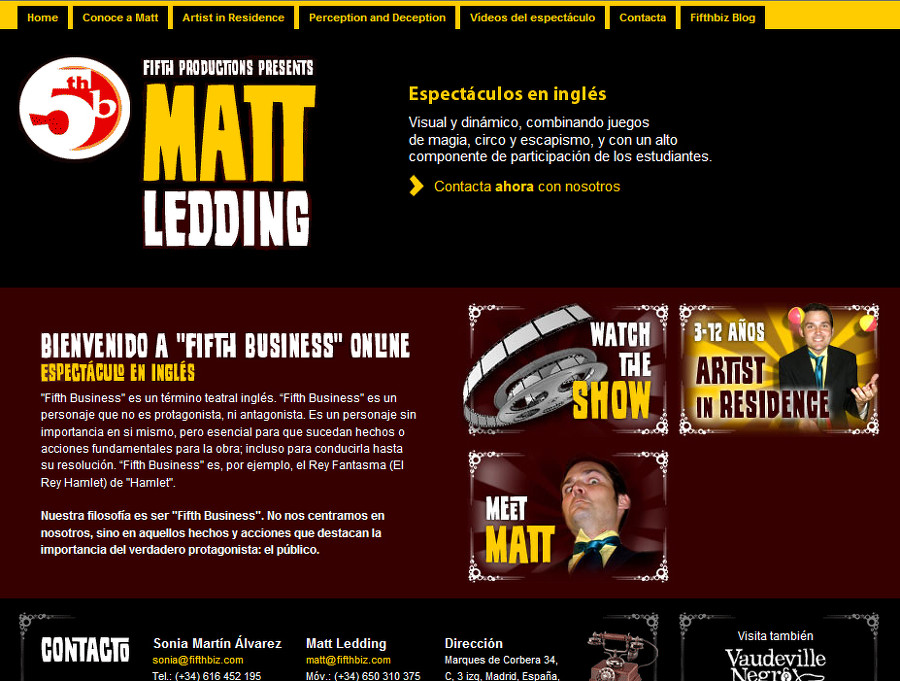 Home
Conoce a Matt
Artist in Residence
Perception and Deception
Vídeos del espectáculo
Contacta
Fifthbiz Blog
5th b
FIFTH PRODUCTIONS PRESENTS
MATT
LEDDING
Espectáculos en inglés
Visual y dinámico, combinando juegos
de magia, circo y escapismo, y con un alto
componente de participación de los estudiantes.
Contacta ahora con nosotros
BIENVENIDO A "FIFTH BUSINESS" ONLINE
ESPECTÁCULO EN INGLÉS
"Fifth Business" es un término teatral inglés. “Fifth Business” es un
personaje que no es protagonista, ni antagonista. Es un personaje sin
importancia en si mismo, pero esencial para que sucedan hechos o
acciones fundamentales para la obra; incluso para conducirla hasta
su resolución. “Fifth Business” es, por ejemplo, el Rey Fantasma (El
Rey Hamlet) de "Hamlet".
Nuestra filosofía es ser "Fifth Business". No nos centramos en
nosotros, sino en aquellos hechos y acciones que destacan la
importancia del verdadero protagonista: el público.
WATCH
THE
SHOW
3-12 AÑOS
ARTIST
IN RESIDENCE
MEET
MATT
CONTACTO
Sonia Martín Álvarez
sonia@fifthbiz.com
Tel.: (+34) 616 452 195
Matt Ledding
matt@fifthbiz.com
Móv.: (+34) 650 310 375
Dirección
Marques de Corbera 34,
C, 3 izq, Madrid, España,
Visita también
Vaudeville
Negro